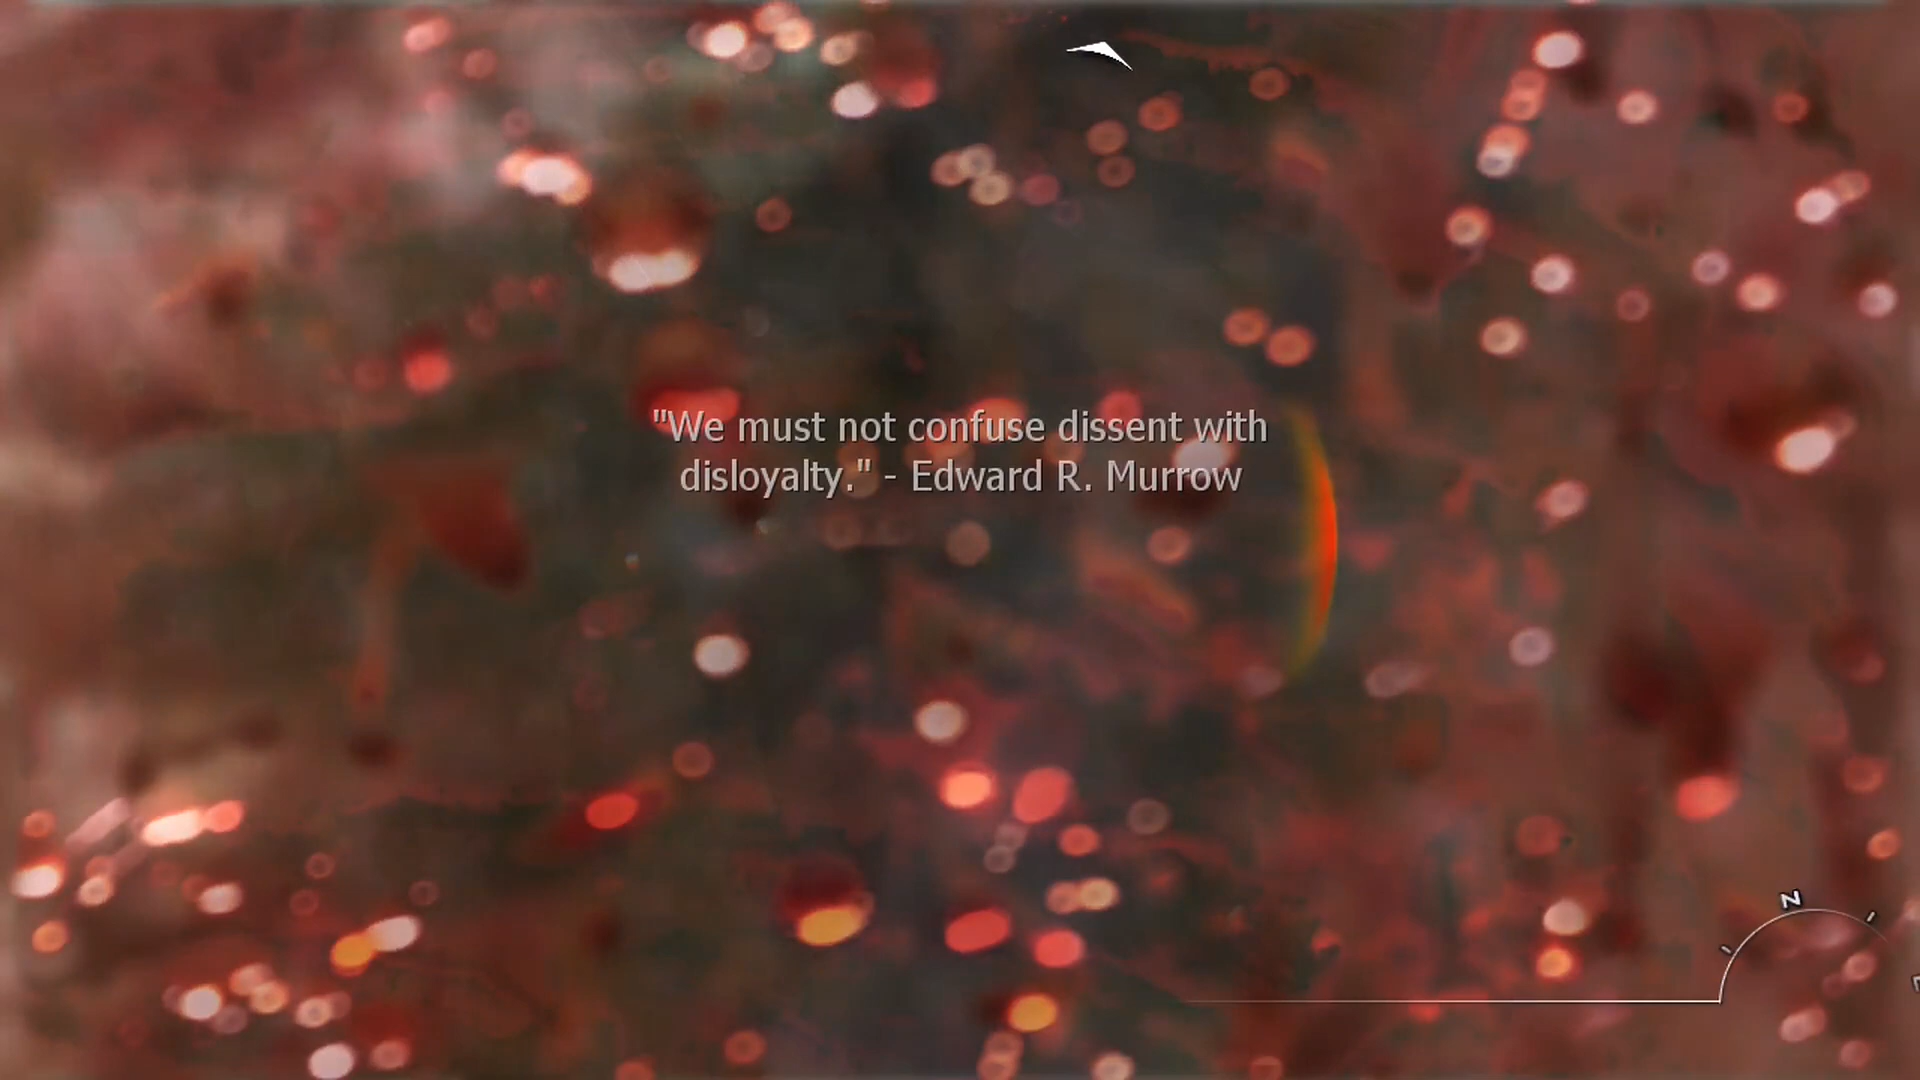 "We must not confuse dissent with
disloyalty." - Edward R. Murrow
N